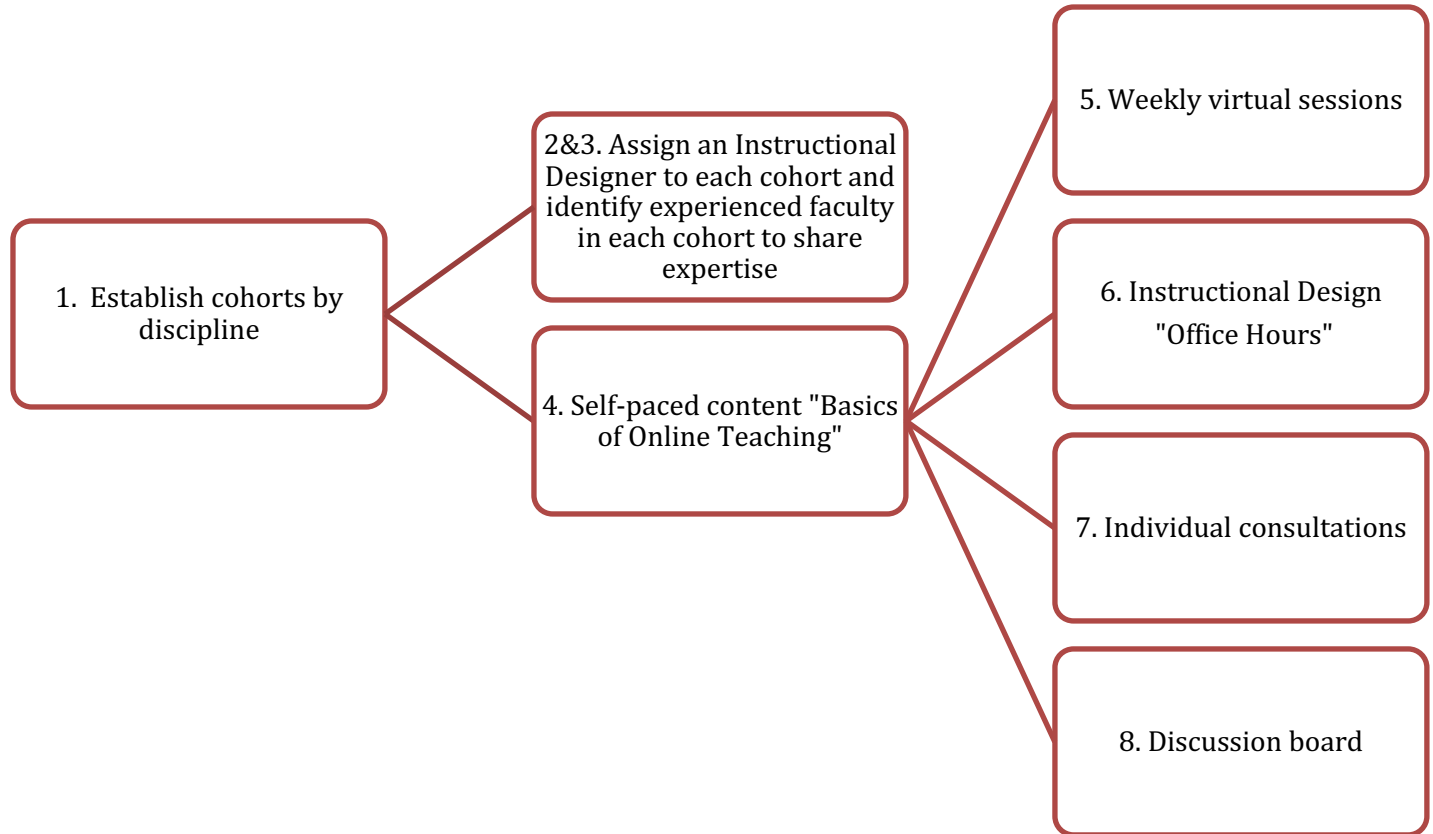 1.  Establish cohorts by
discipline
2&3. Assign an Instructional
Designer to each cohort and
identify experienced faculty
in each cohort to share
expertise
4. Self-paced content "Basics
of Online Teaching"
5. Weekly virtual sessions
6. Instructional Design
"Office Hours"
7. Individual consultations
8. Discussion board